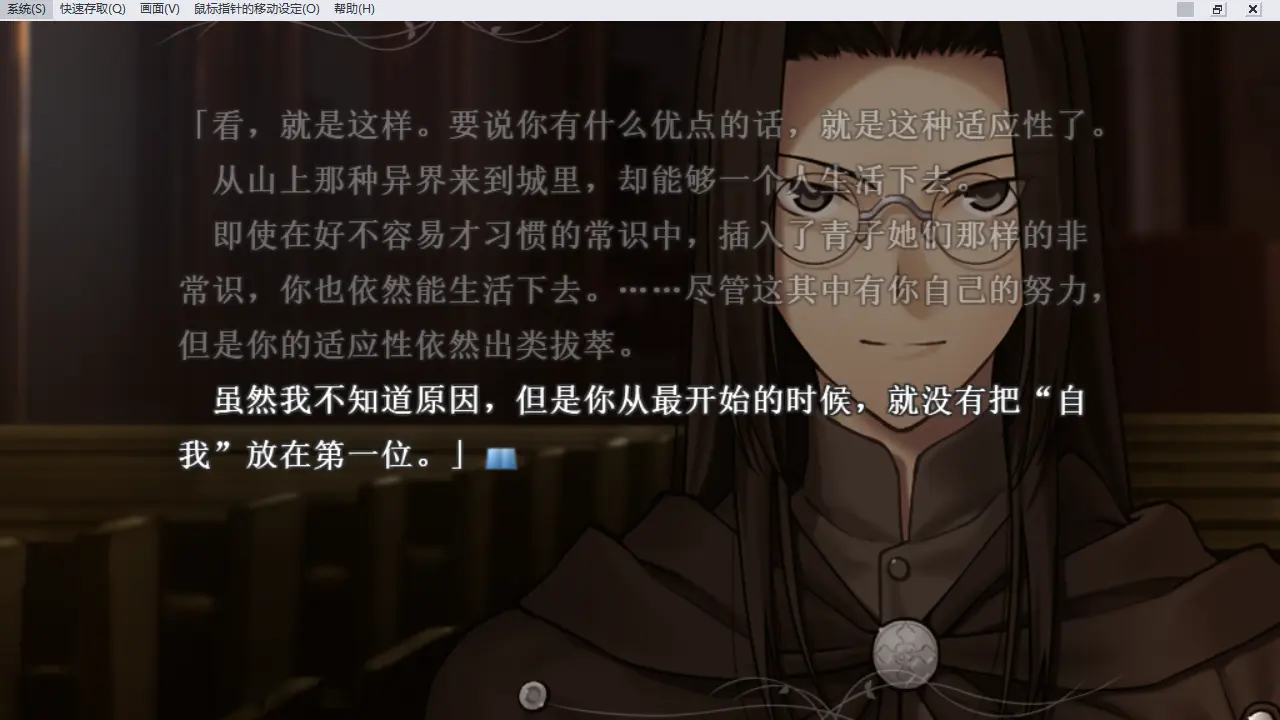 系统(S) 快速存取(Q) 画面(V) 鼠标指针的移动设定(O) 帮助(H)
「看，就是这样。要说你有什么优点的话，就是这种适应性了。
从山上那种异界来到城里，却能够一个人生活下去。
即使在好不容易才习惯的常识中，插入了青子她们那样的非
常识，你也依然能生活下去。……尽管这其中有你自己的努力，
但是你的适应性依然出类拔萃。
虽然我不知道原因，但是你从最开始的时候，就没有把“自
我”放在第一位。」